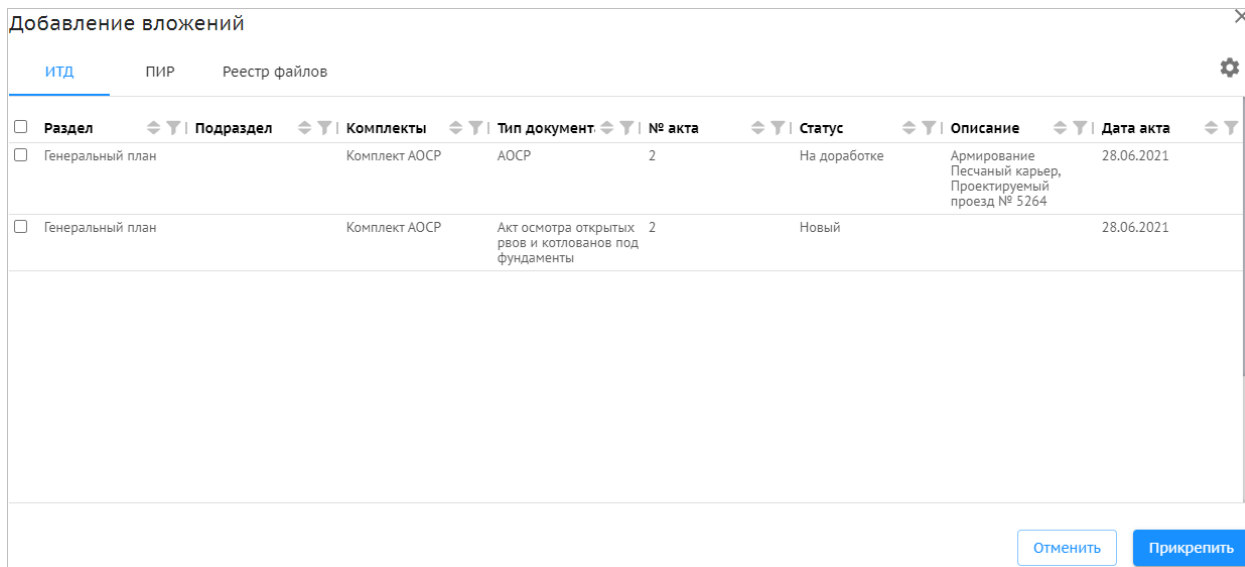 Добавление вложений
ИТД ПИР Реестр файлов
Раздел Подраздел Комплекты Тип документ № акта Статус Описание Дата акта
Генеральный план Комплект АОСР АОСР 2 На доработке Армирование 28.06.2021
Песчаный карьер,
Проектируемый
проезд № 5264
Генеральный план Комплект АОСР Акт осмотра открытых 2 Новый 28.06.2021
рвов и котлованов под
фундаменты
Отменить Прикрепить